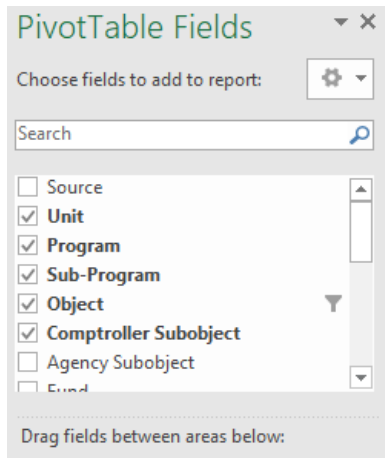 PivotTable Fields
Choose fields to add to report:
Search
Source
Unit
Program
Sub-Program
Object
Comptroller Subobject
Agency Subobject
Fund
Drag fields between areas below: